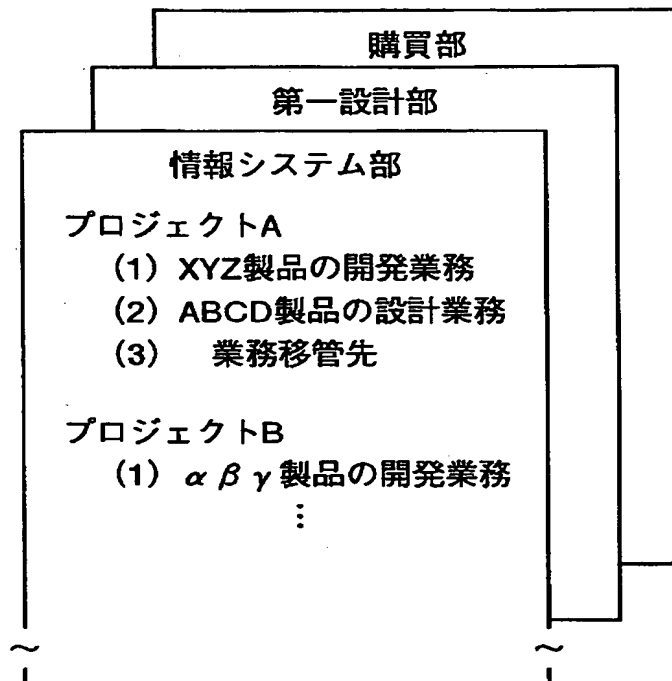 購買部
第一設計部
情報システム部
プロジェクトA
(1) XYZ製品の開発業務
(2) ABCD製品の設計業務
(3) 業務移管先
プロジェクトB
(1) α β γ 製品の開発業務
⋮